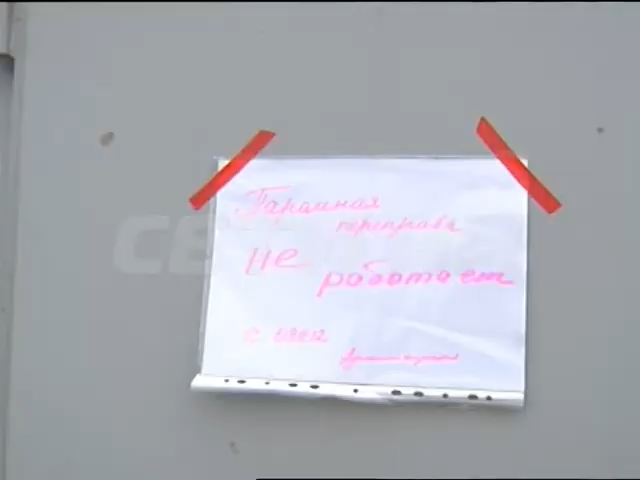 Паромная
переправа
Не
работает
с